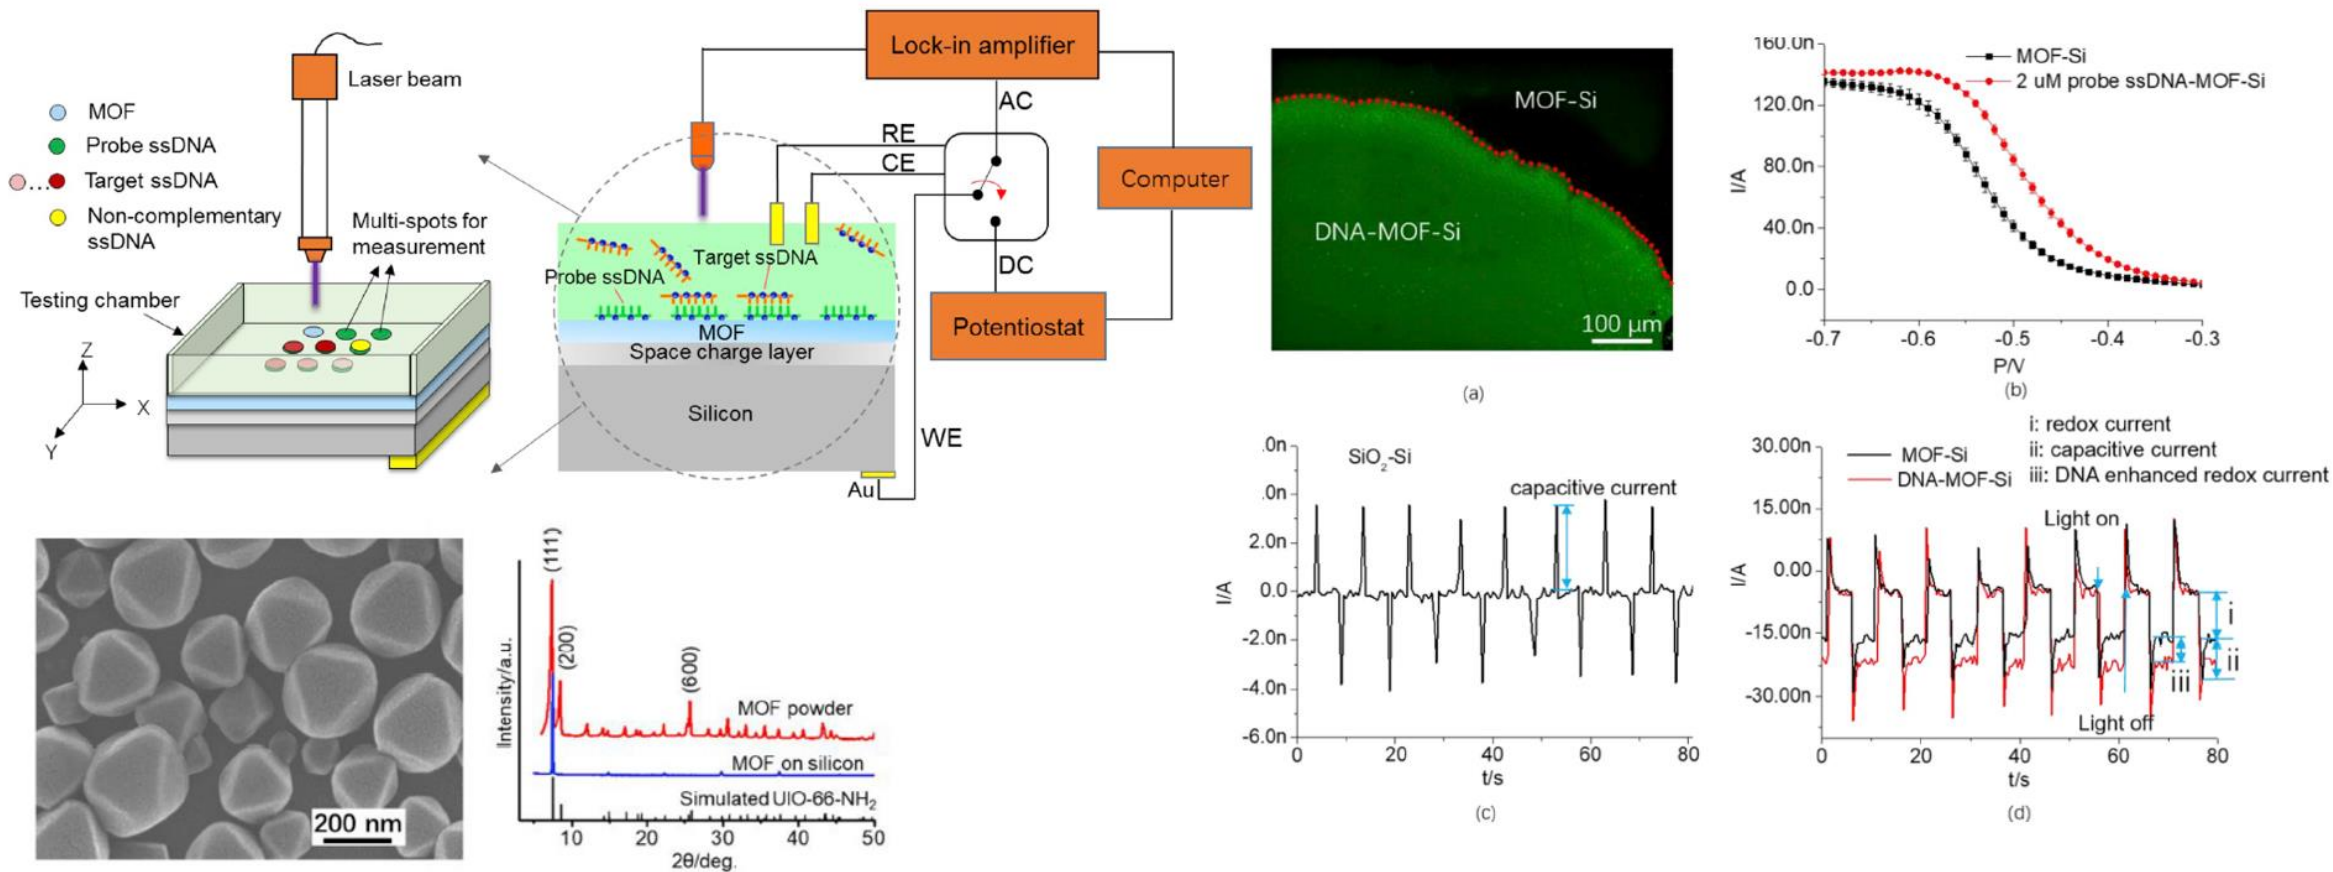 Laser beam
MOF
Probe ssDNA
Target ssDNA
Non-complementary
ssDNA
Multi-spots for
measurement
Testing chamber
Z
X
Y
Lock-in amplifier
AC
RE
CE
Computer
DC
Potentiostat
Target ssDNA
Probe ssDNA
MOF
Space charge layer
Silicon
WE
Au
200 nm
(111)
(200)
(600)
MOF powder
MOF on silicon
Simulated UIO-66-NH2
Intensity/a.u.
10 20 30 40 50
2θ/deg.
MOF-Si
DNA-MOF-Si
100 μm
(a)
160.0n
120.0n
80.0n
40.0n
0.0
I/A
MOF-Si
2 uM probe ssDNA-MOF-Si
-0.7 -0.6 -0.5 -0.4 -0.3
P/V
(b)
.0n
.0n
2.0n
0.0
-2.0n
-4.0n
-6.0n
I/A
SiO2-Si
capacitive current
0 20 40 60 80
t/s
(c)
i: redox current
ii: capacitive current
iii: DNA enhanced redox current
30.00n
15.00n
0.00
-15.00n
-30.00n
I/A
MOF-Si
DNA-MOF-Si
Light on
Light off
i
ii
iii
0 20 40 60 80
t/s
(d)